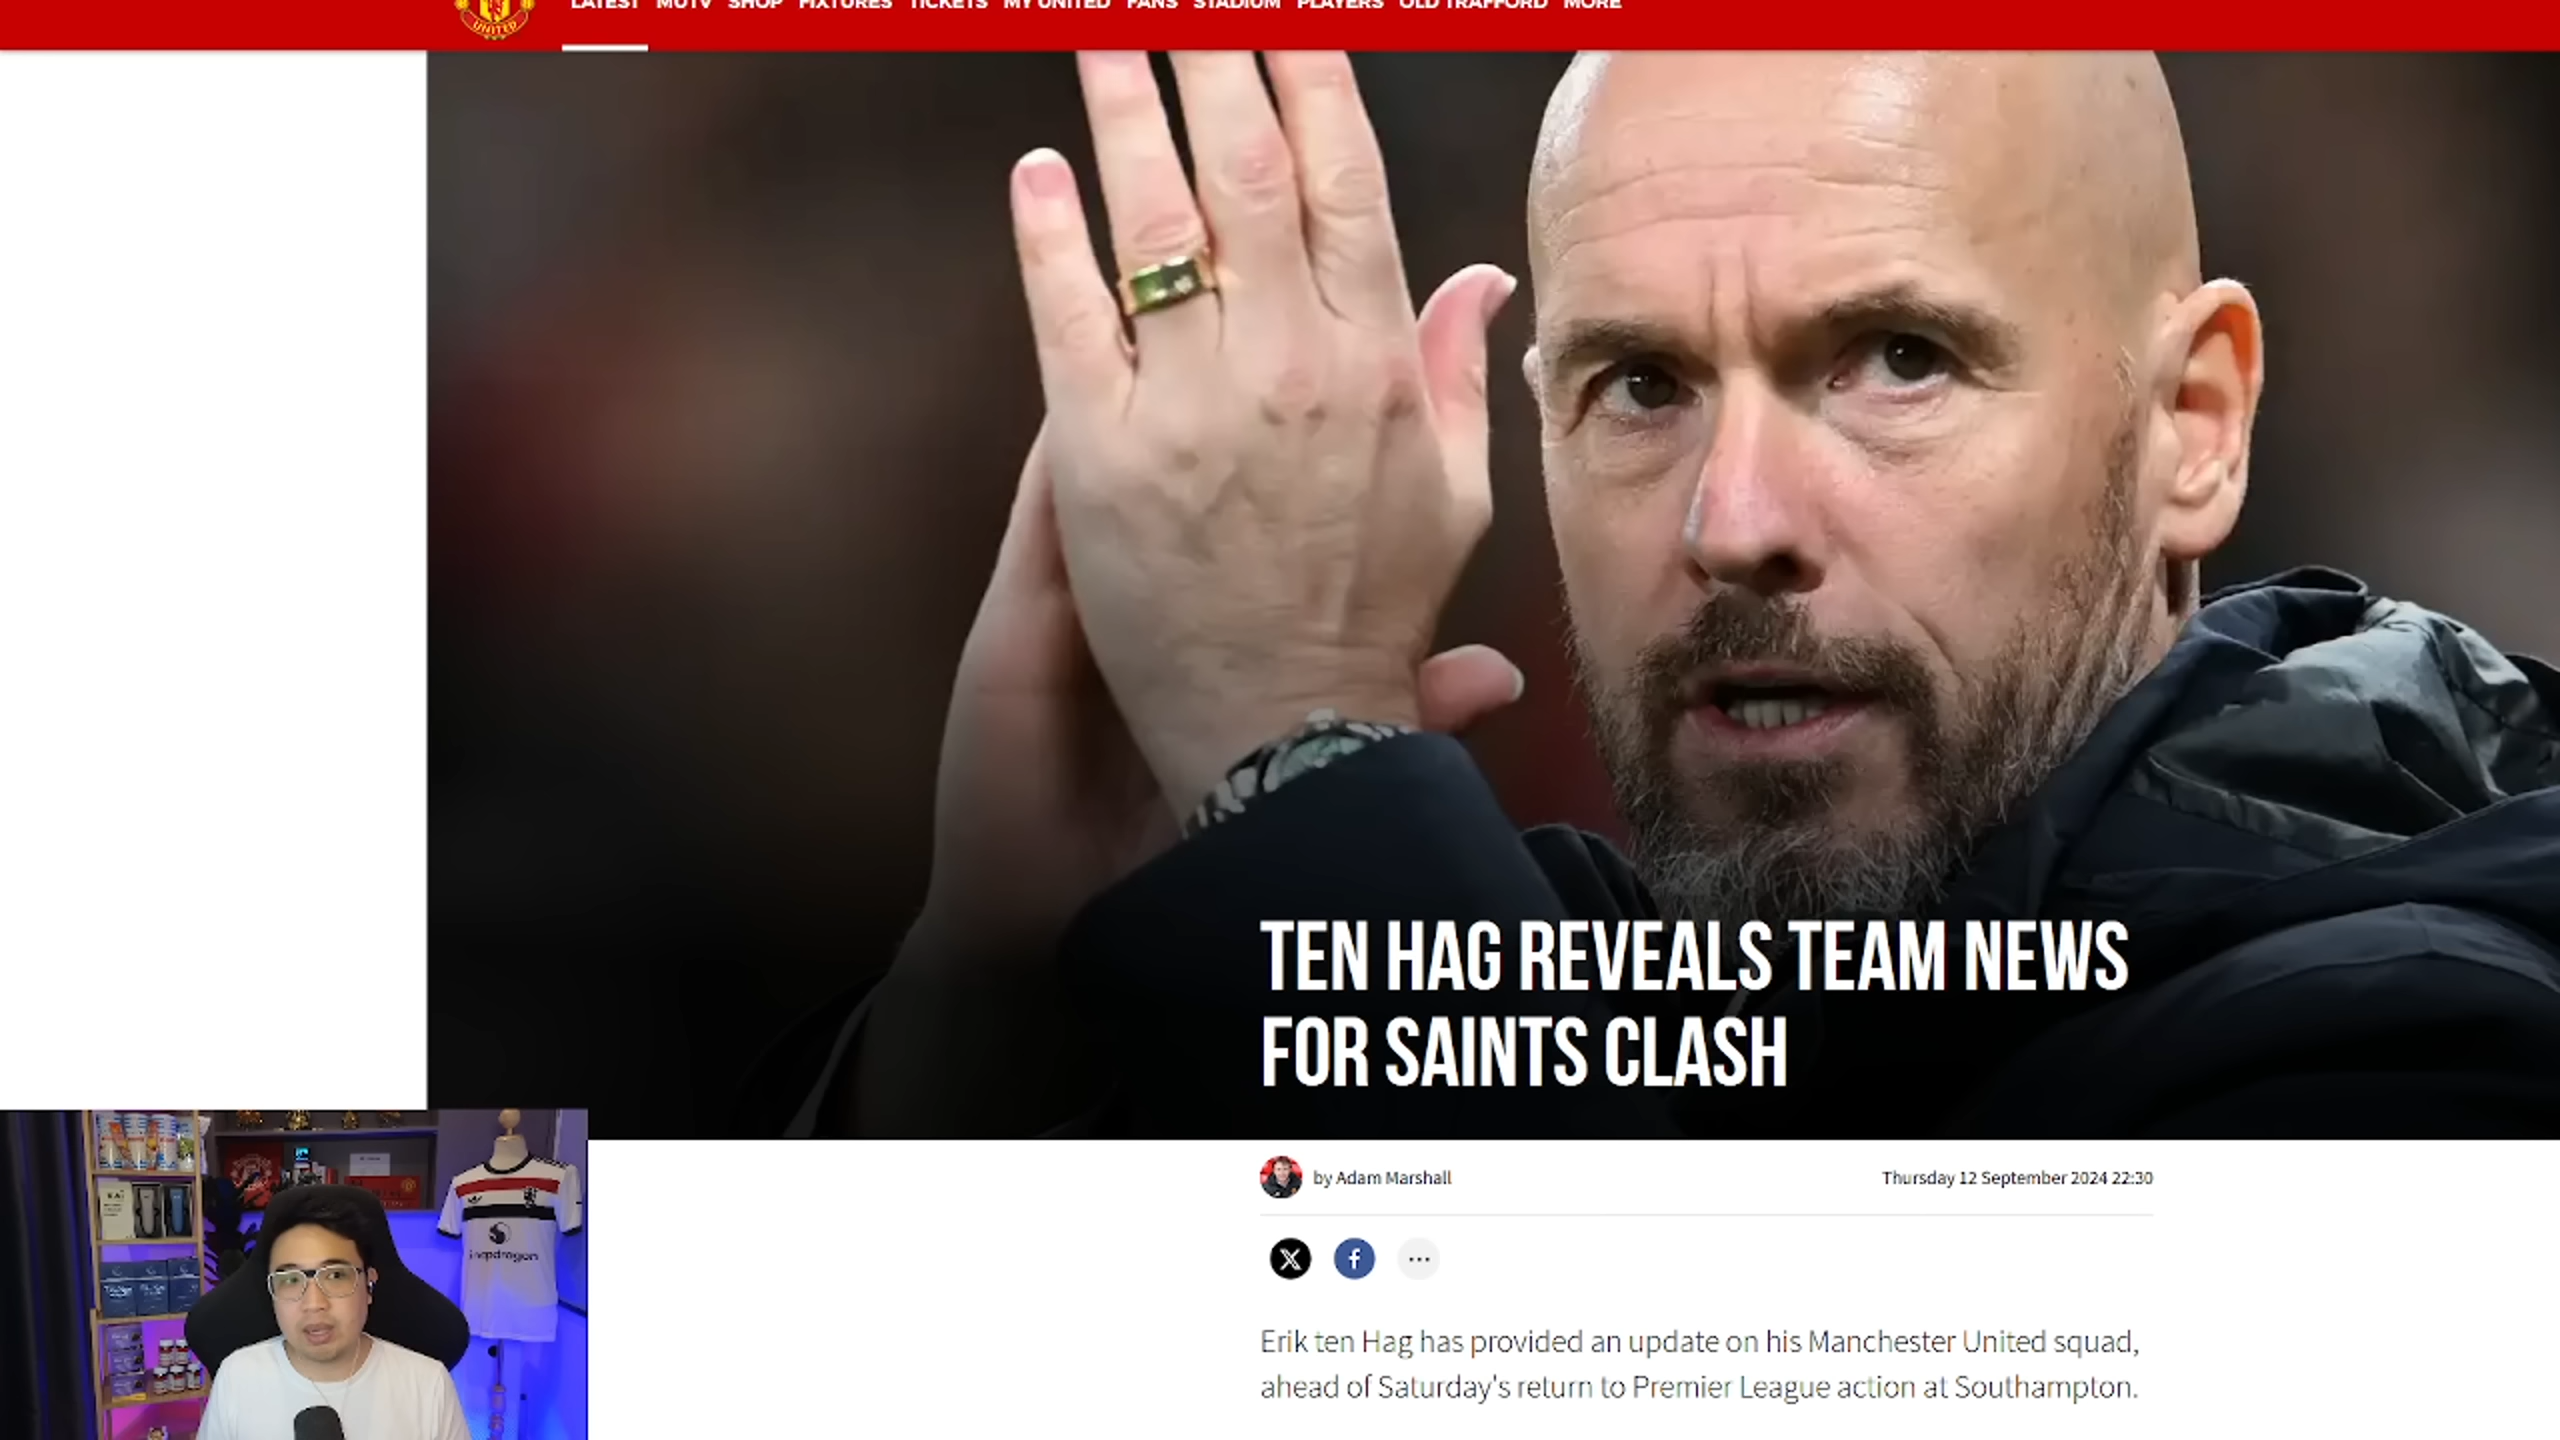 UNITED
LATEST MUTV SHOP FIXTURES TICKETS MY UNITED FANS STADIUM PLAYERS OLD TRAFFORD MORE
TEN HAG REVEALS TEAM NEWS
FOR SAINTS CLASH
by Adam Marshall
Thursday 12 September 2024 22:30
Erik ten Hag has provided an update on his Manchester United squad,
ahead of Saturday's return to Premier League action at Southampton.
Snapdragon